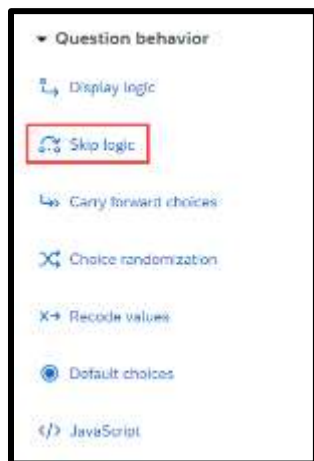 Question behavior
Display logic
Skip logic
Carry forward choices
Choice randomization
Recode values
Default choices
</> JavaScript